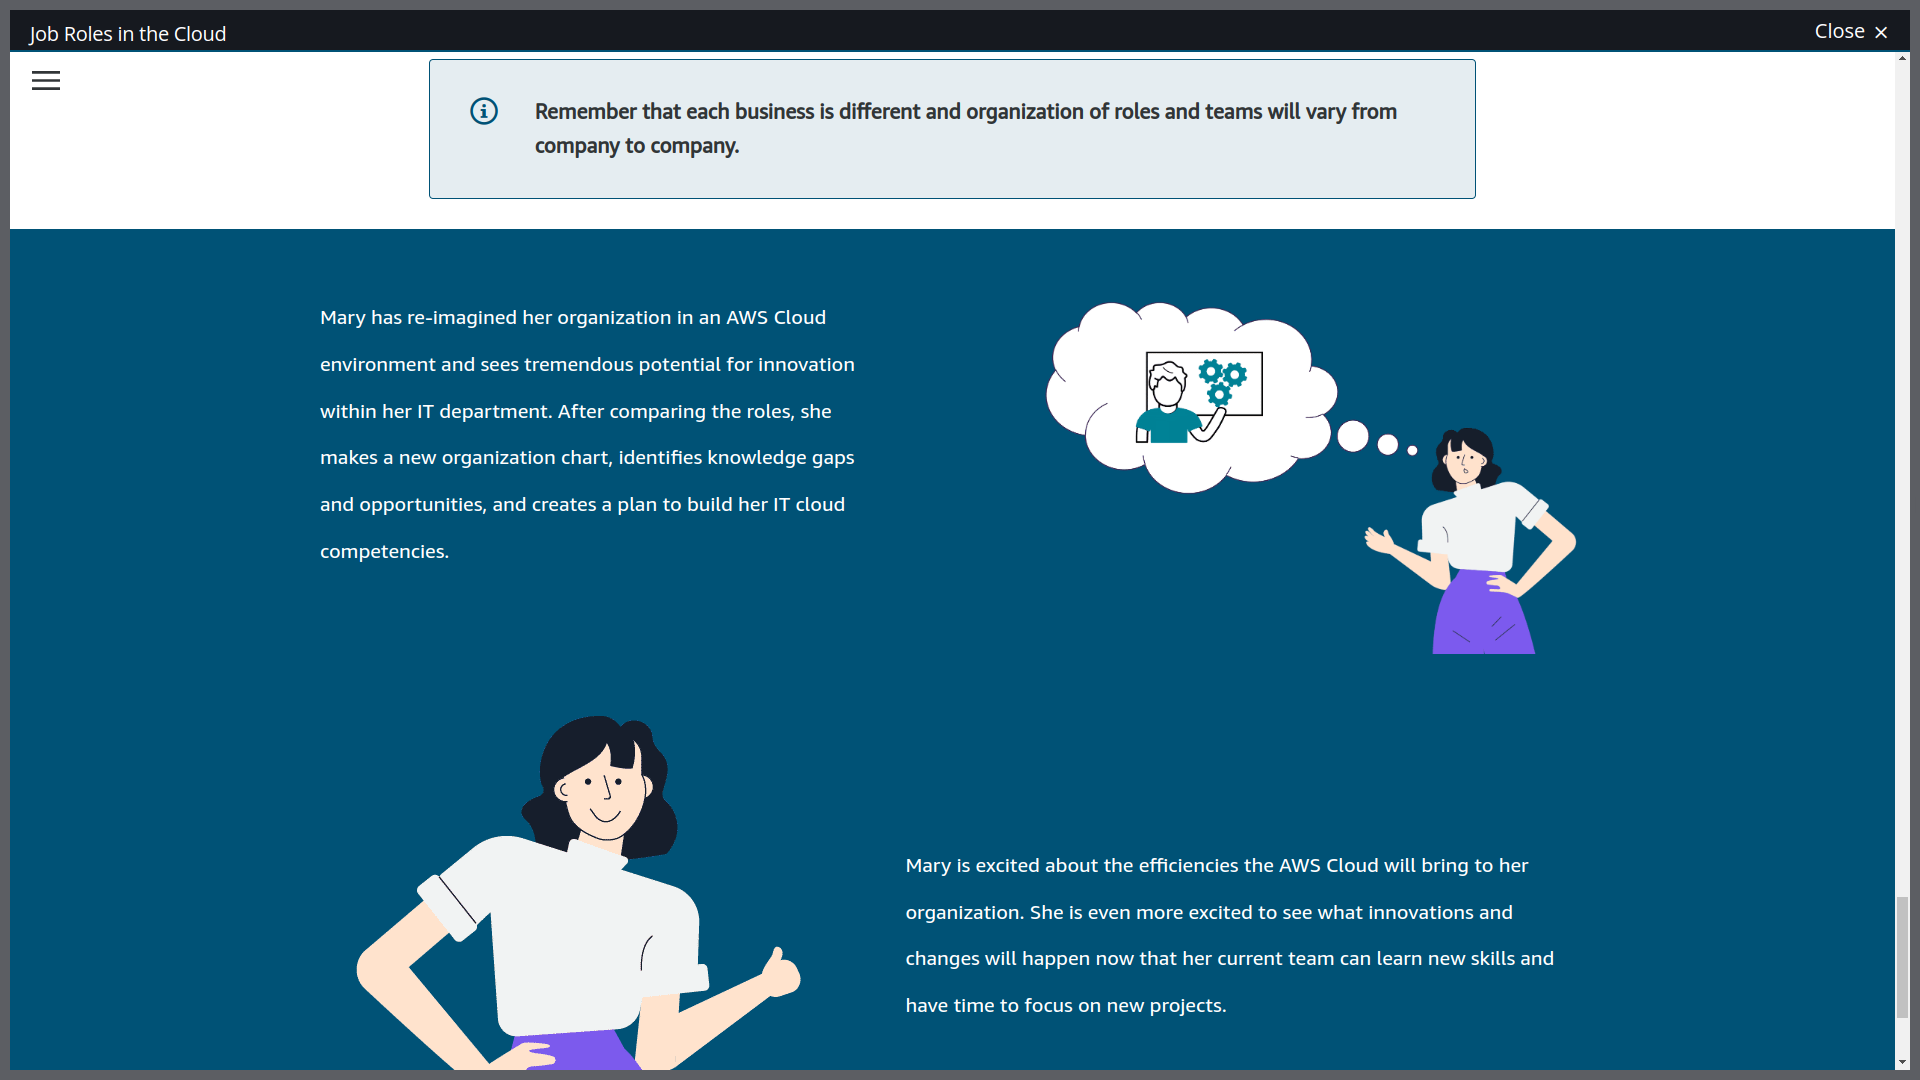 Job Roles in the Cloud
Close ×
Remember that each business is different and organization of roles and teams will vary from
company to company.
Mary has re-imagined her organization in an AWS Cloud
environment and sees tremendous potential for innovation
within her IT department. After comparing the roles, she
makes a new organization chart, identifies knowledge gaps
and opportunities, and creates a plan to build her IT cloud
competencies.
Mary is excited about the efficiencies the AWS Cloud will bring to her
organization. She is even more excited to see what innovations and
changes will happen now that her current team can learn new skills and
have time to focus on new projects.